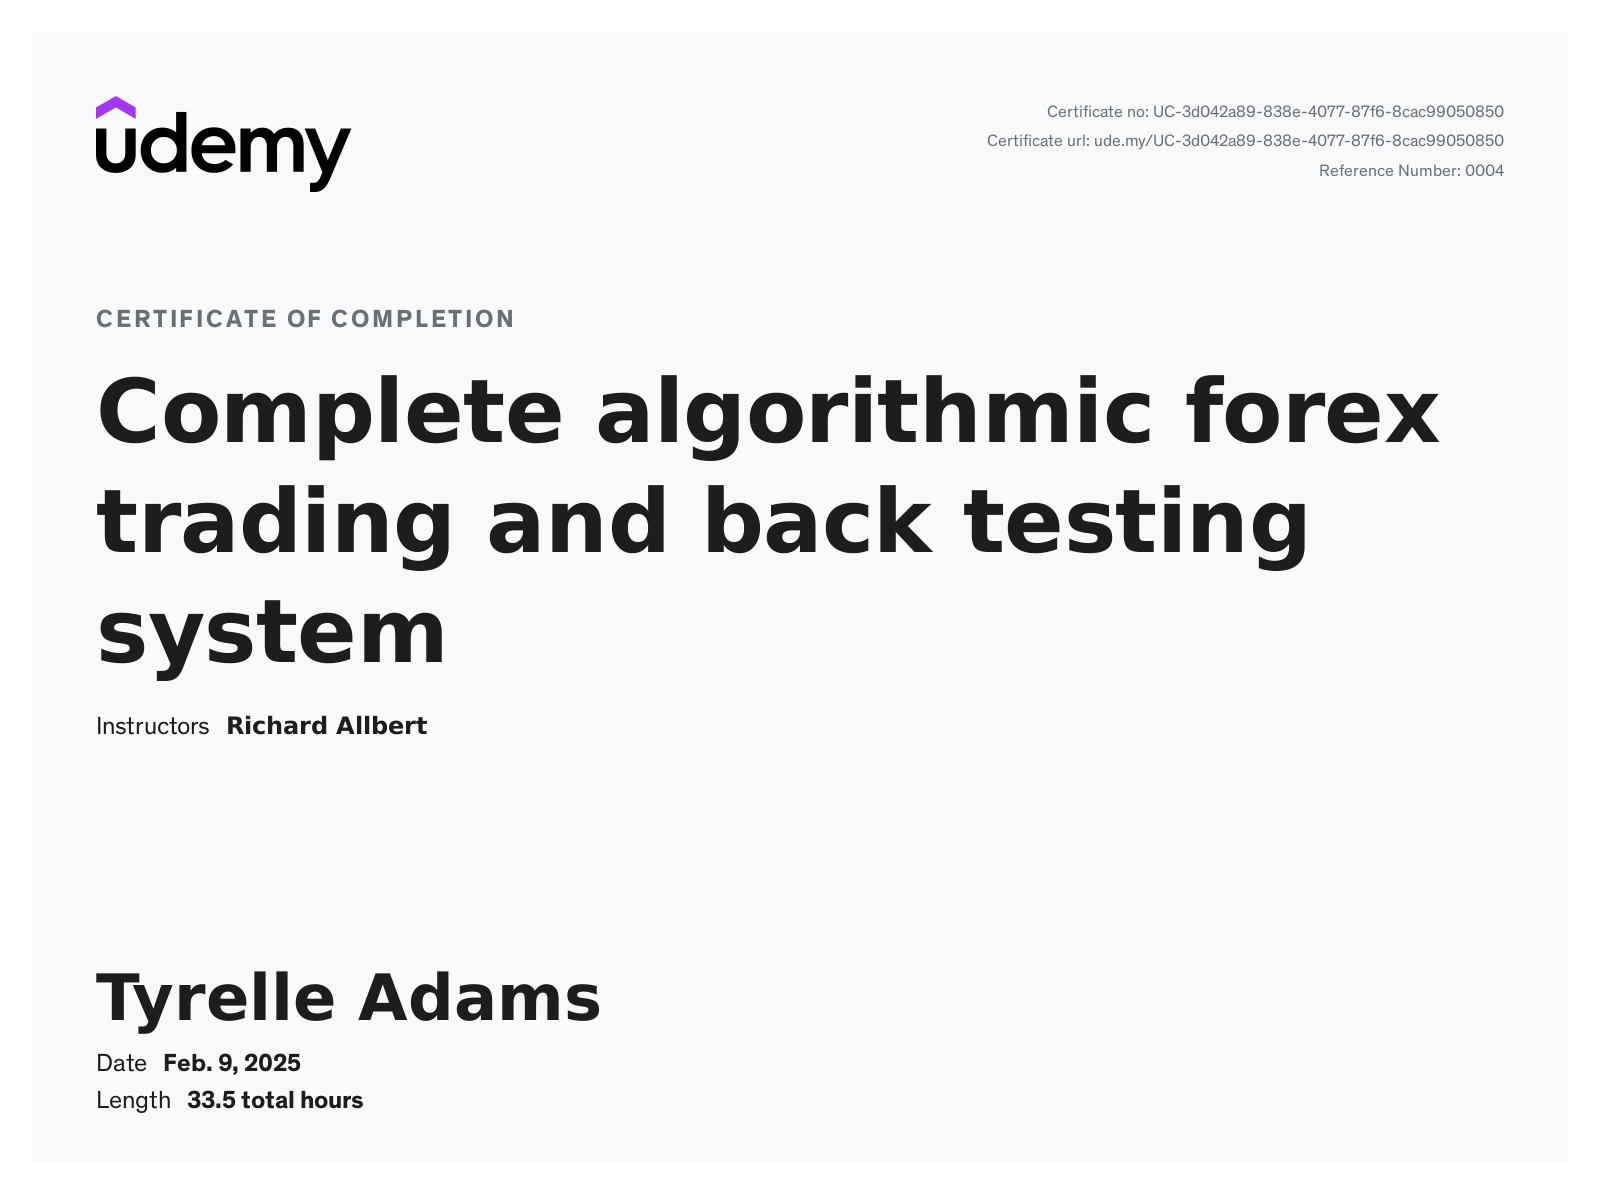 udemy
Certificate no: UC-3d042a89-838e-4077-87f6-8cac99050850
Certificate url: ude.my/UC-3d042a89-838e-4077-87f6-8cac99050850
Reference Number: 0004
CERTIFICATE OF COMPLETION
Complete algorithmic forex
trading and back testing
system
Instructors Richard Allbert
Tyrelle Adams
Date Feb. 9, 2025
Length 33.5 total hours